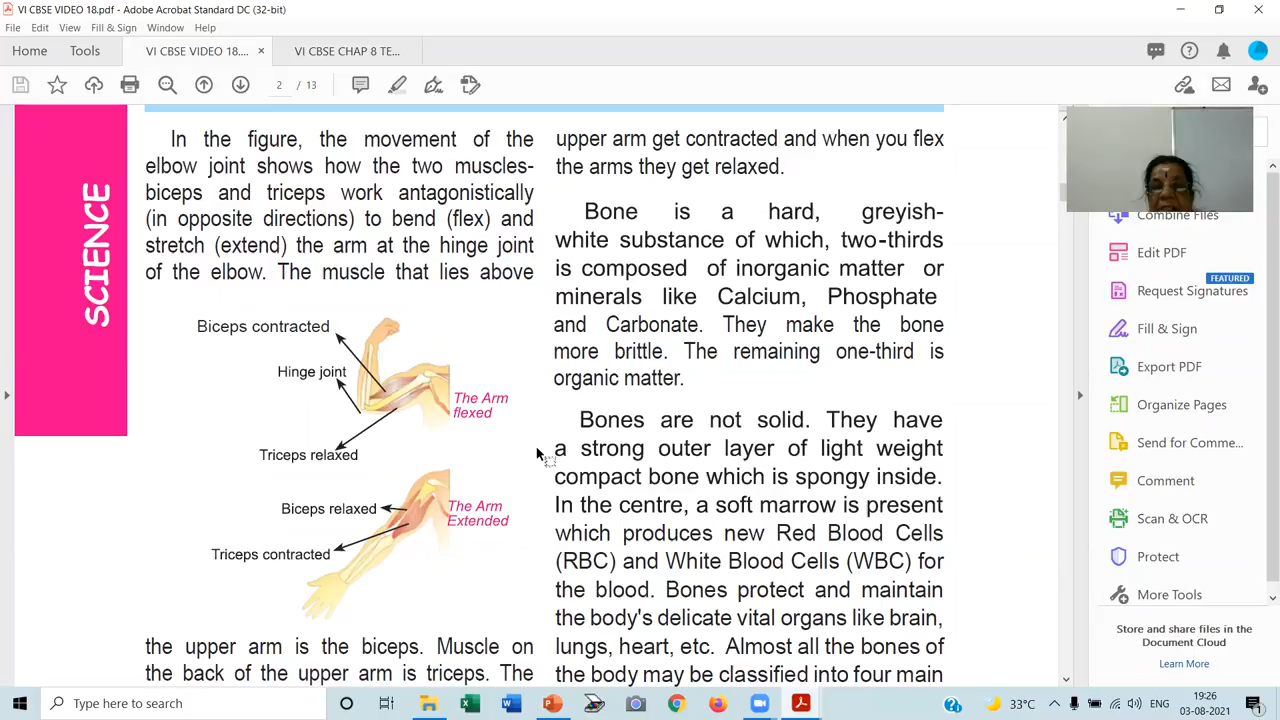 VI CBSE VIDEO 18.pdf - Adobe Acrobat Standard DC (32-bit)
File Edit View Fill & Sign Window Help
Home Tools VI CBSE VIDEO 18.... × VI CBSE CHAP 8 TE...
2 / 13
SCIENCE
In the figure, the movement of the
elbow joint shows how the two muscles-
biceps and triceps work antagonistically
(in opposite directions) to bend (flex) and
stretch (extend) the arm at the hinge joint
of the elbow. The muscle that lies above
Biceps contracted
Hinge joint
The Arm
flexed
Triceps relaxed
Biceps relaxed
The Arm
Extended
Triceps contracted
the upper arm is the biceps. Muscle on
the back of the upper arm is triceps. The
upper arm get contracted and when you flex
the arms they get relaxed.
Bone is a hard, greyish-
white substance of which, two-thirds
is composed of inorganic matter or
minerals like Calcium, Phosphate
and Carbonate. They make the bone
more brittle. The remaining one-third is
organic matter.
Bones are not solid. They have
a strong outer layer of light weight
compact bone which is spongy inside.
In the centre, a soft marrow is present
which produces new Red Blood Cells
(RBC) and White Blood Cells (WBC) for
the blood. Bones protect and maintain
the body's delicate vital organs like brain,
lungs, heart, etc. Almost all the bones of
the body may be classified into four main
Combine Files
Edit PDF
FEATURED
Request Signatures
Fill & Sign
Export PDF
Organize Pages
Send for Comme...
Comment
Scan & OCR
Protect
More Tools
Store and share files in the
Document Cloud
Learn More
Type here to search
33°C
ENG
19:26
03-08-2021